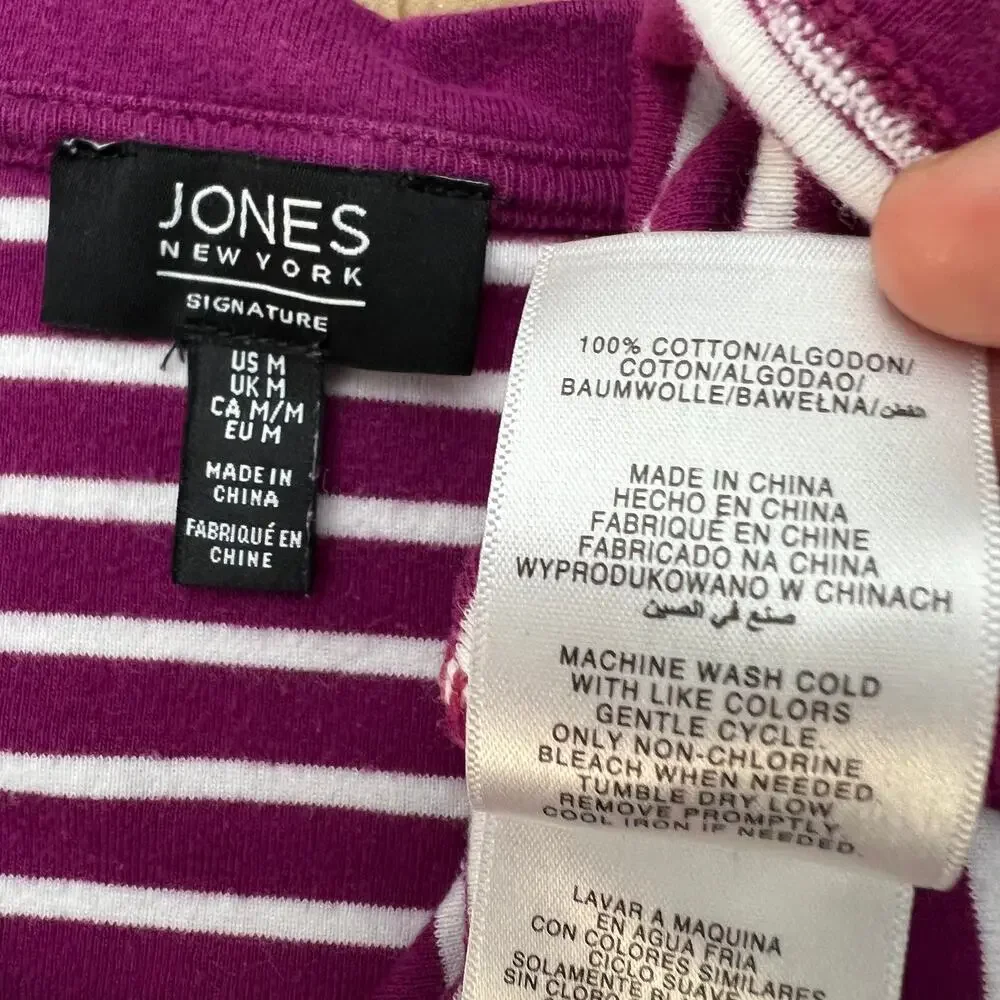 JONES
NEW YORK
SIGNATURE
US M
UK M
CA M/M
EU M
MADE IN
CHINA
FABRIQUÉ EN
CHINE
100% COTTON/ALGODON/
COTON/ALGODAO/
BAUMWOLLE/BAWEŁNA/القطن
MADE IN CHINA
HECHO EN CHINA
FABRIQUÉ EN CHINE
FABRICADO NA CHINA
WYPRODUKOWANO W CHINACH
صنع في الصين
MACHINE WASH COLD
WITH LIKE COLORS
GENTLE CYCLE.
ONLY NON-CHLORINE
BLEACH WHEN NEEDED
TUMBLE DRY LOW
REMOVE PROMPTLY.
COOL IRON IF NEEDED.
LAVAR A MAQUINA
EN AGUA FRIA
CON COLORES SIMILARES
CICLO SUAVE
SOLAMENTE
SIN